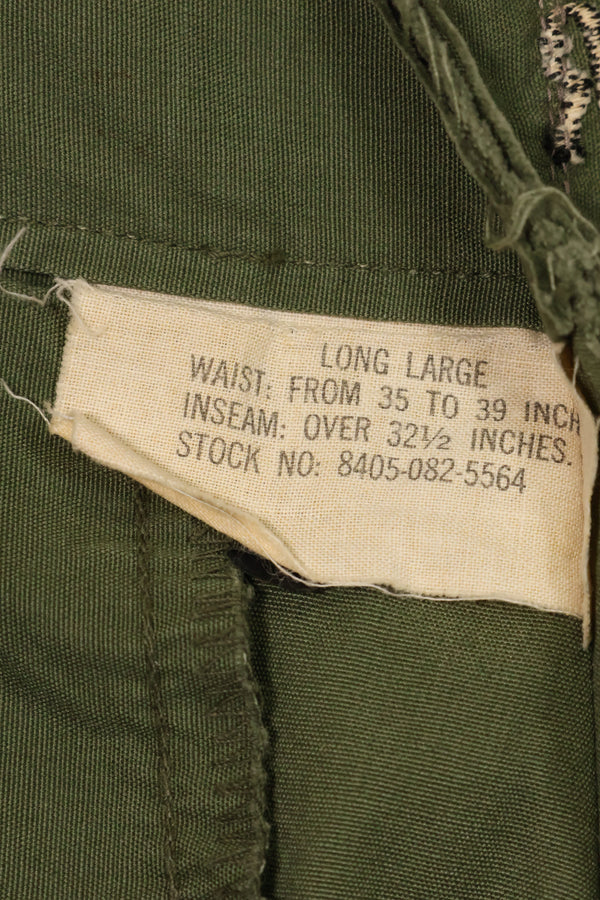 LONG LARGE
WAIST: FROM 35 TO 39 INCH
INSEAM: OVER 32½ INCHES.
STOCK NO: 8405-082-5564